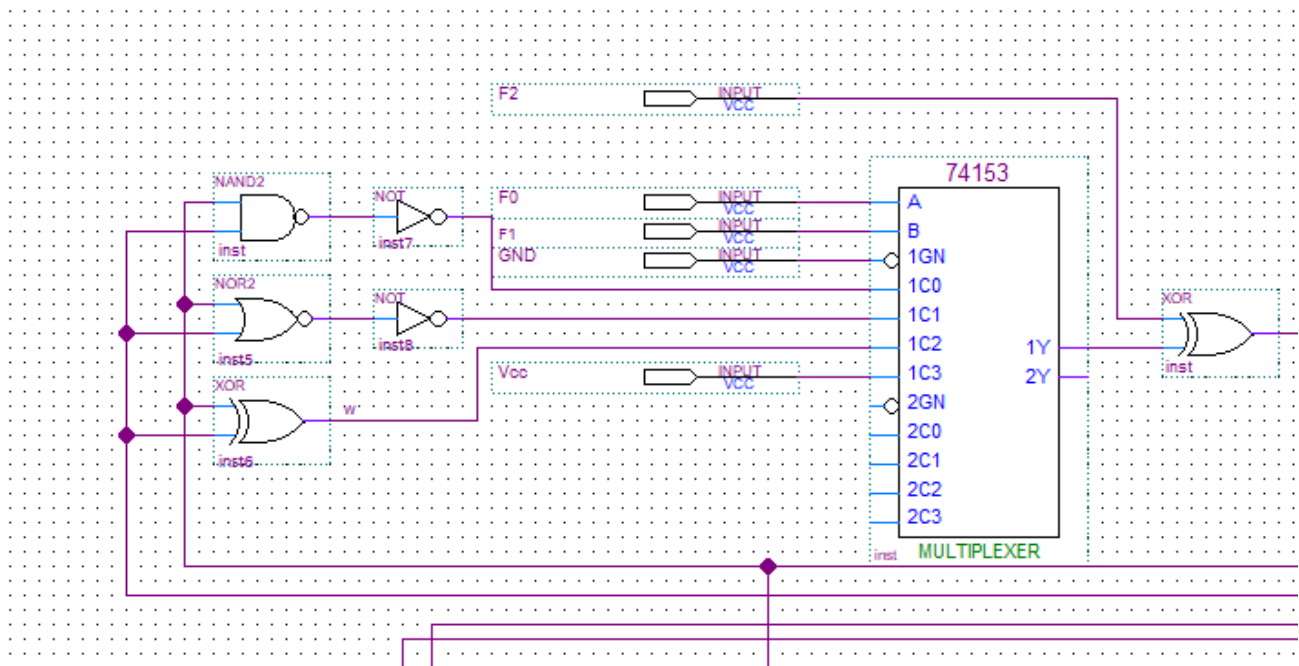 F2 INPUT
VCC
74153
NAND2
NOT
F0 INPUT
VCC
A
inst
inst7
F1 INPUT
VCC
B
GND INPUT
VCC
1GN
NOR2
NOT
1C0
XOR
inst5
inst8
1C1
1C2
1Y
inst
XOR
w
Vcc INPUT
VCC
1C3
2Y
inst6
2GN
2C0
2C1
2C2
2C3
inst MULTIPLEXER